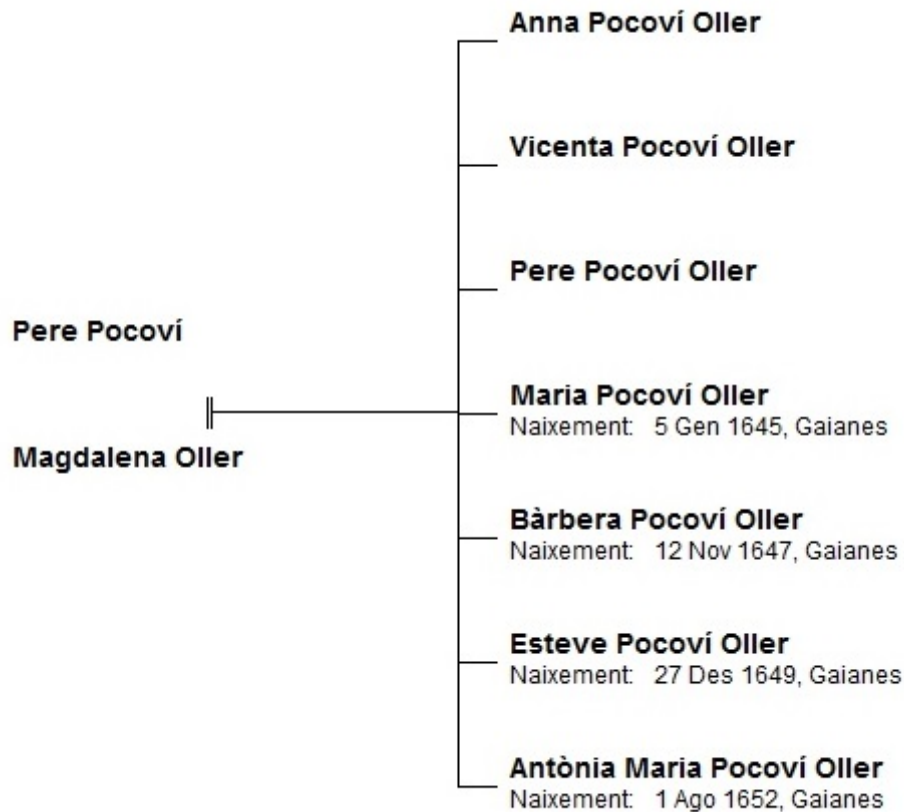 Anna Pocoví Oller
Vicenta Pocoví Oller
Pere Pocoví Oller
Pere Pocoví
Magdalena Oller
Maria Pocoví Oller
Naixement: 5 Gen 1645, Gaianes
Bàrbera Pocoví Oller
Naixement: 12 Nov 1647, Gaianes
Esteve Pocoví Oller
Naixement: 27 Des 1649, Gaianes
Antònia Maria Pocoví Oller
Naixement: 1 Ago 1652, Gaianes